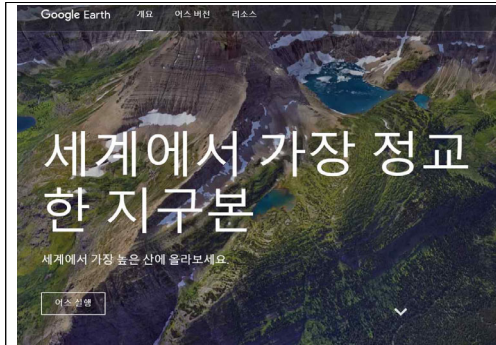 Google Earth 개요 어스 버전 리소스
세계에서 가장 정교
한 지구본
세계에서 가장 높은 산에 올라보세요.
어스 실행